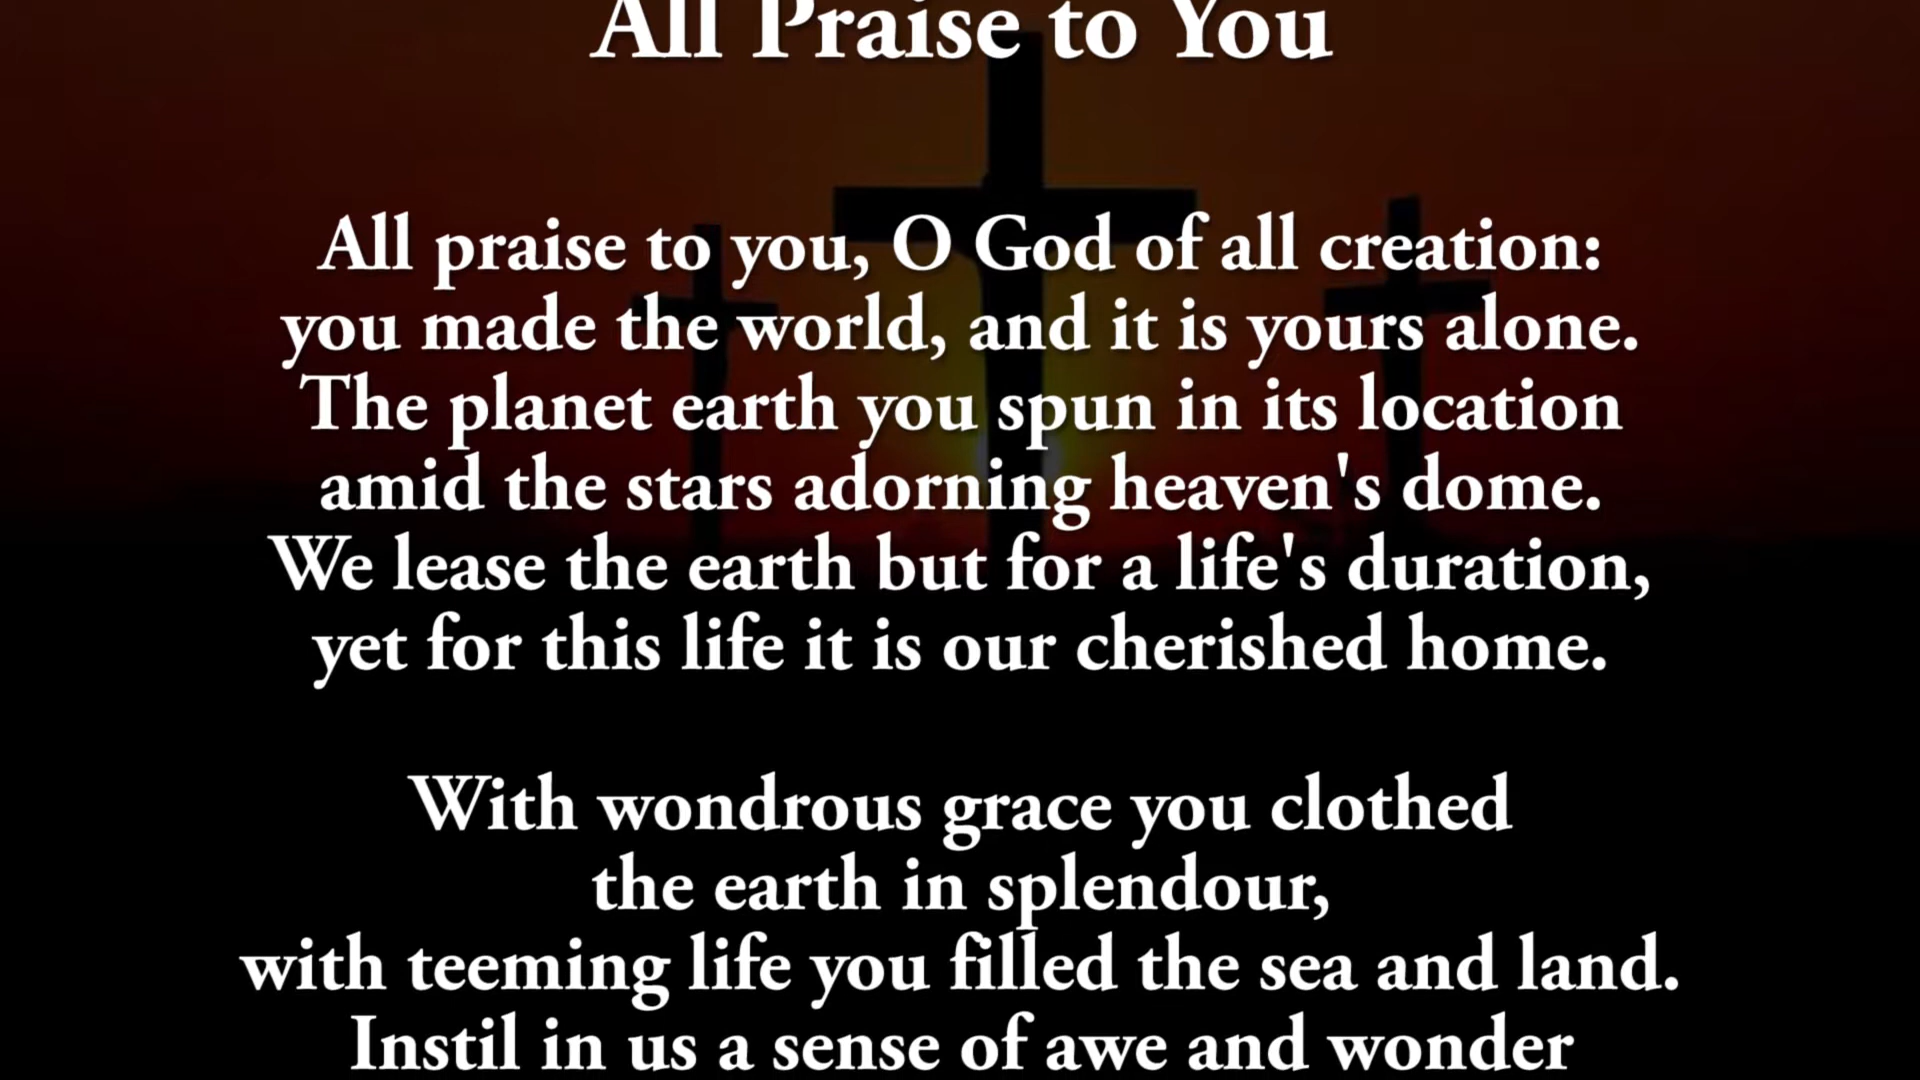 All Praise to You
All praise to you, O God of all creation:
you made the world, and it is yours alone.
The planet earth you spun in its location
amid the stars adorning heaven's dome.
We lease the earth but for a life's duration,
yet for this life it is our cherished home.
With wondrous grace you clothed
the earth in splendour,
with teeming life you filled the sea and land.
Instil in us a sense of awe and wonder